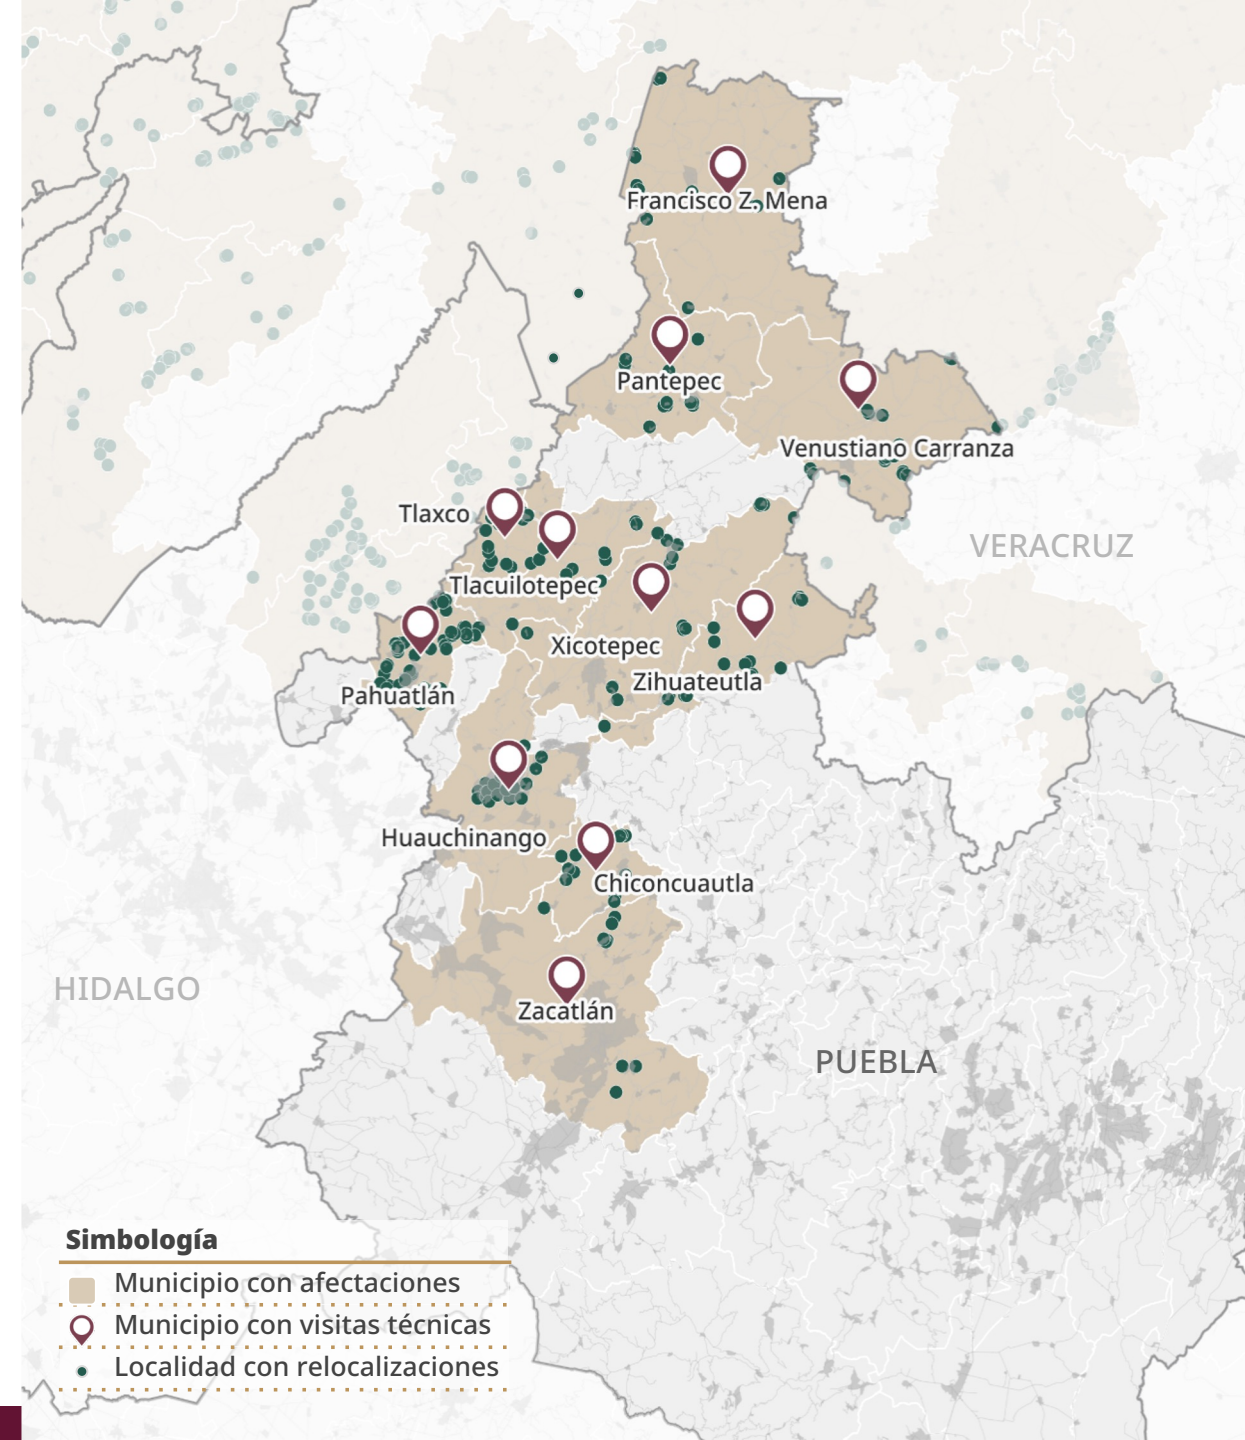 Francisco Z. Mena
Pantepec
Venustiano Carranza
Tlaxco
VERACRUZ
Tlacuilotepec
Xicotepec
Zihuateutla
Pahuatlán
Huauchinango
Chiconcuautla
HIDALGO
Zacatlán
PUEBLA
Simbología
Municipio con afectaciones
Municipio con visitas técnicas
Localidad con relocalizaciones